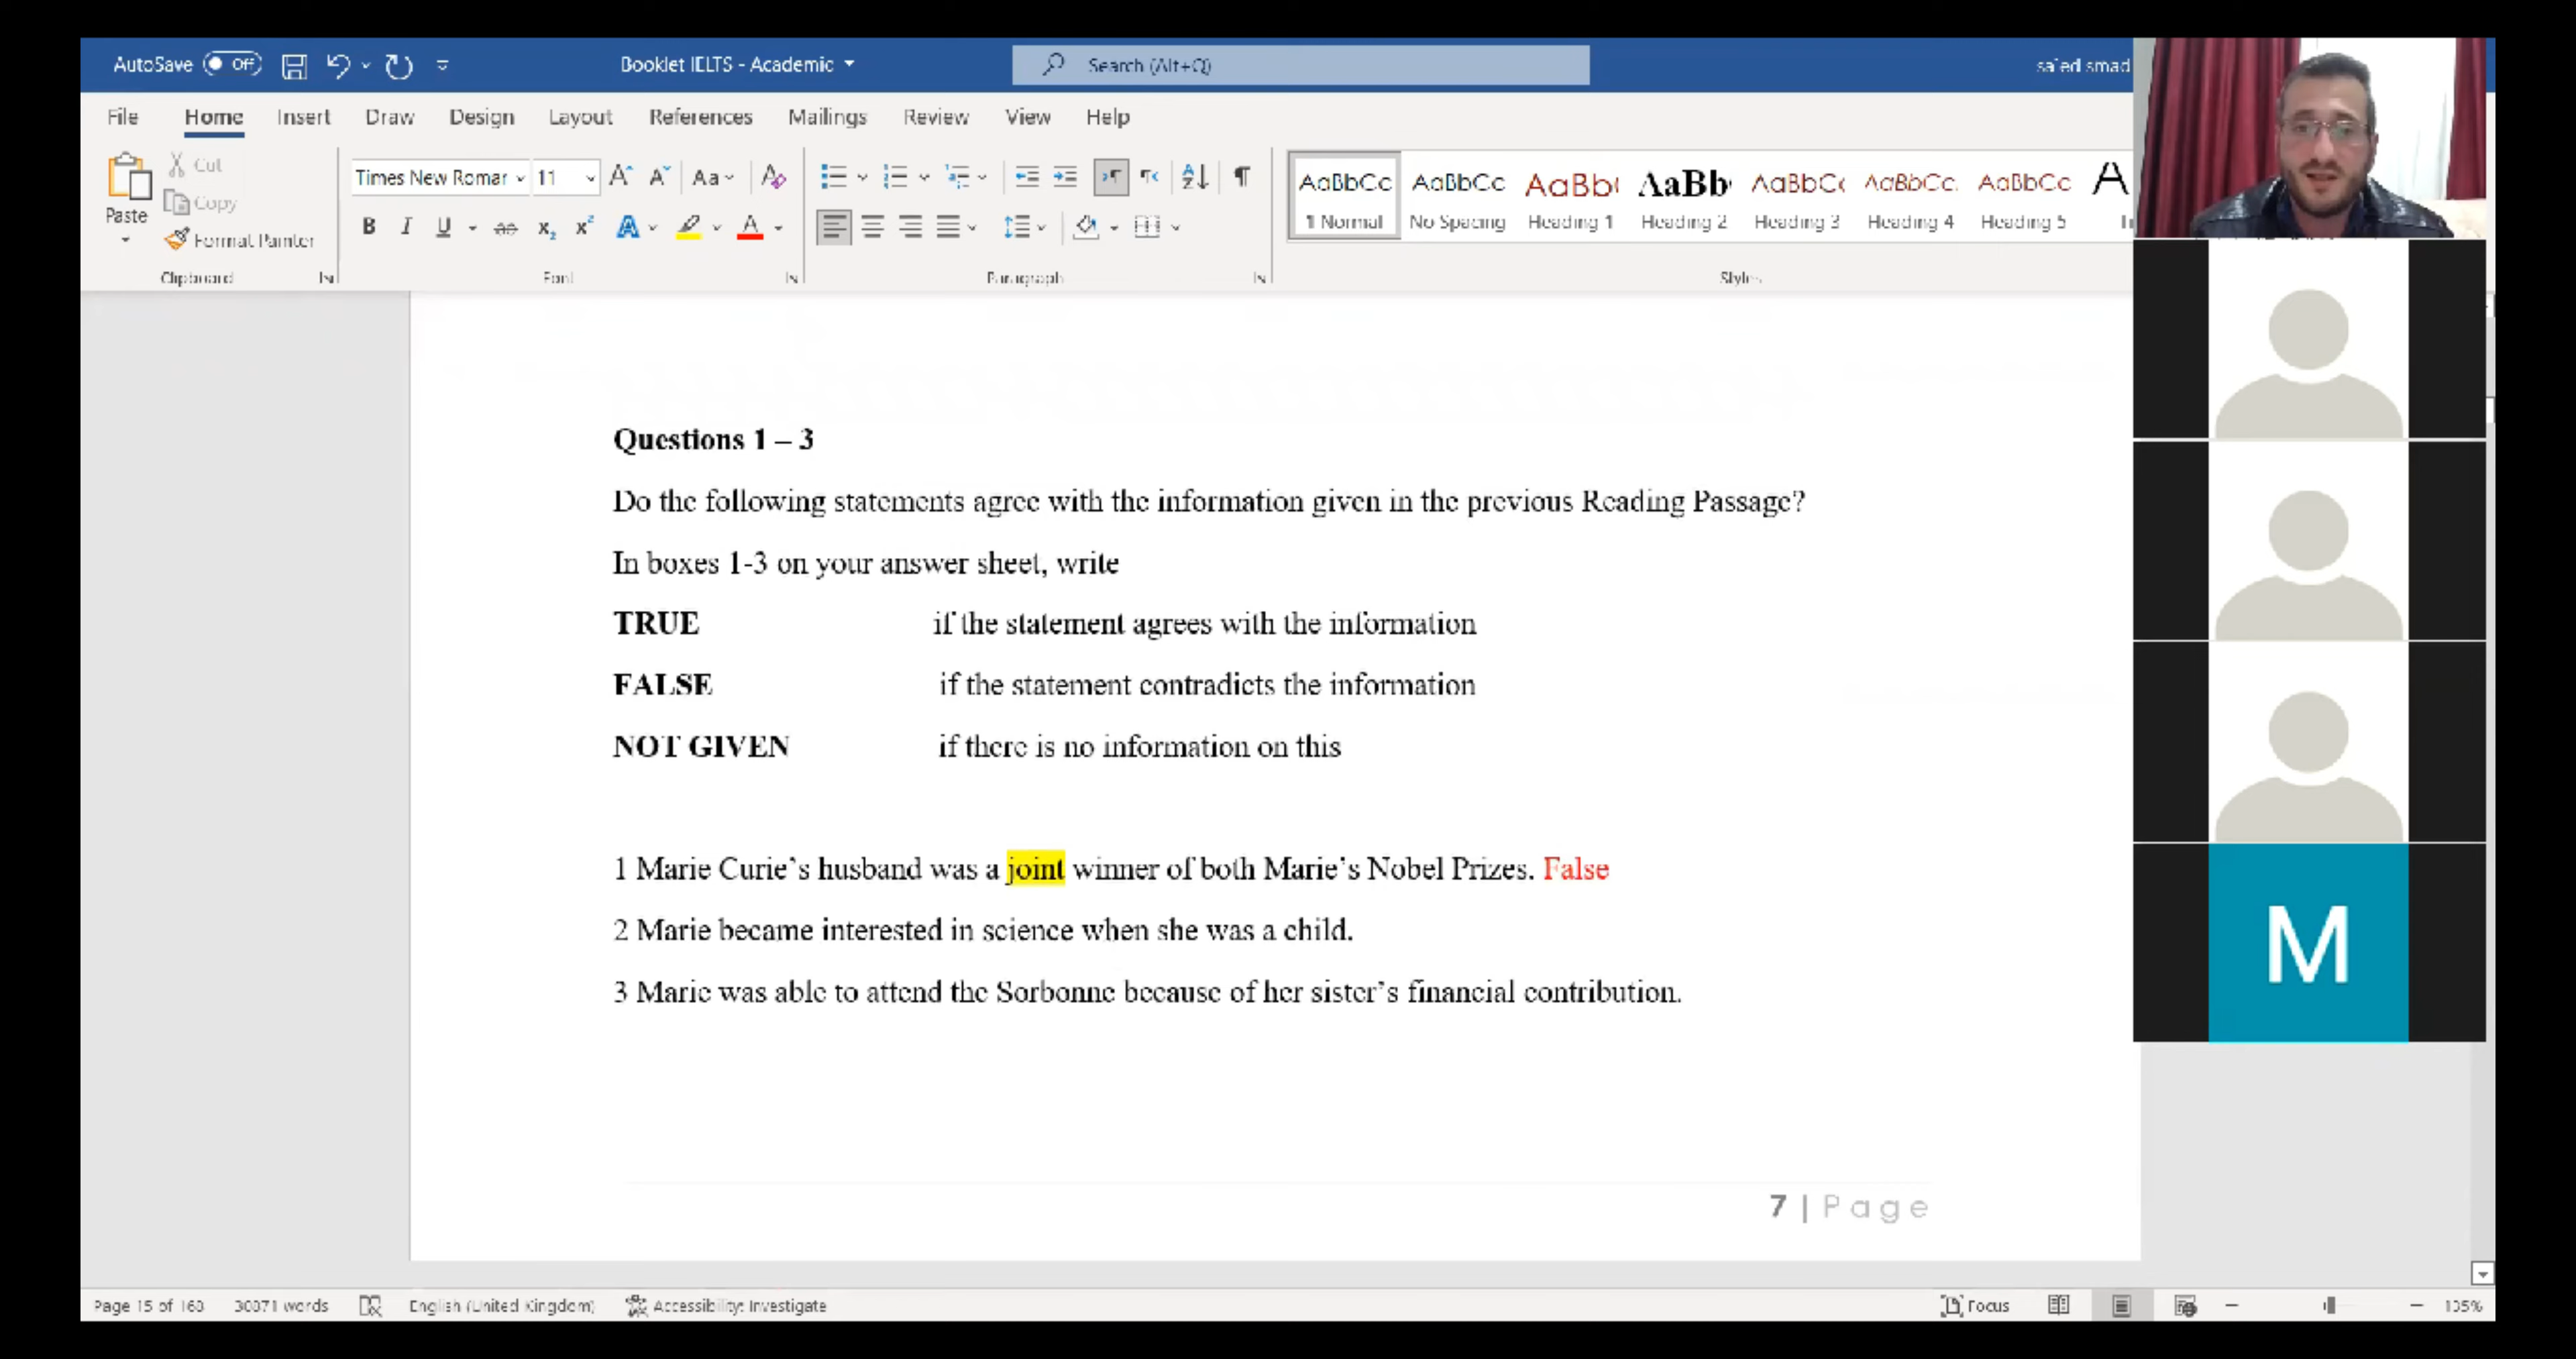 AutoSave Off Booklet IELTS - Academic Search (Alt+Q) saed smad
File Home Insert Draw Design Layout References Mailings Review View Help
Cut
Copy
Paste
Format Painter
Clipboard
Times New Roman 11
Font
Paragraph
AaBbCc AaBbCc AaBb AaBb AaBbC AaBbCc AaBbCc A
¶ Normal No Spacing Heading 1 Heading 2 Heading 3 Heading 4 Heading 5
Styles
Questions 1 – 3
Do the following statements agree with the information given in the previous Reading Passage?
In boxes 1-3 on your answer sheet, write
TRUE if the statement agrees with the information
FALSE if the statement contradicts the information
NOT GIVEN if there is no information on this
1 Marie Curie’s husband was a joint winner of both Marie’s Nobel Prizes. False
2 Marie became interested in science when she was a child.
3 Marie was able to attend the Sorbonne because of her sister’s financial contribution.
M
7 | Page
Page 15 of 168 30871 words English (United Kingdom) Accessibility: Investigate Focus 135%